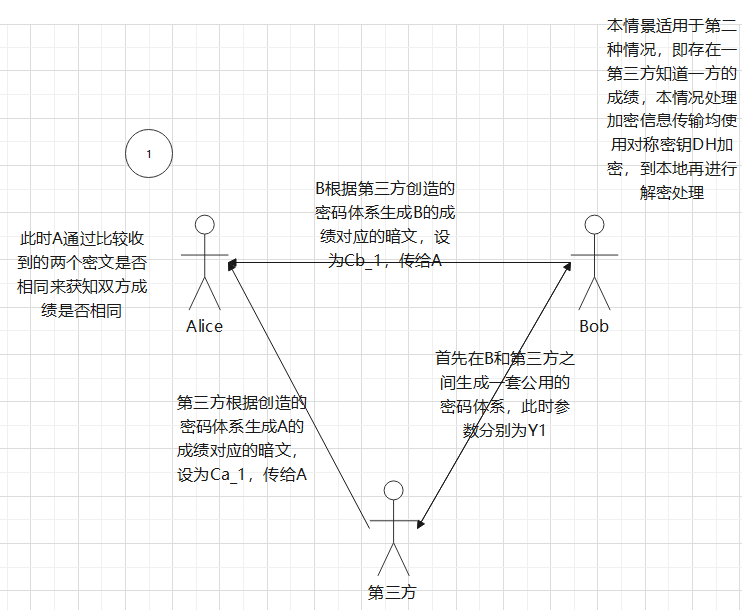 本情景适用于第二
种情况，即存在一
第三方知道一方的
成绩，本情况处理
加密信息传输均使
用对称密钥DH加
密，到本地再进行
解密处理
1
B根据第三方创造的
密码体系生成B的成
绩对应的暗文，设
为Cb_1，传给A
此时A通过比较收
到的两个密文是否
相同来获知双方成
绩是否相同
Alice
Bob
首先在B和第三方之
间生成一套公用的
密码体系，此时参
数分别为Y1
第三方根据创造的
密码体系生成A的
成绩对应的暗文，
设为Ca_1，传给A
第三方